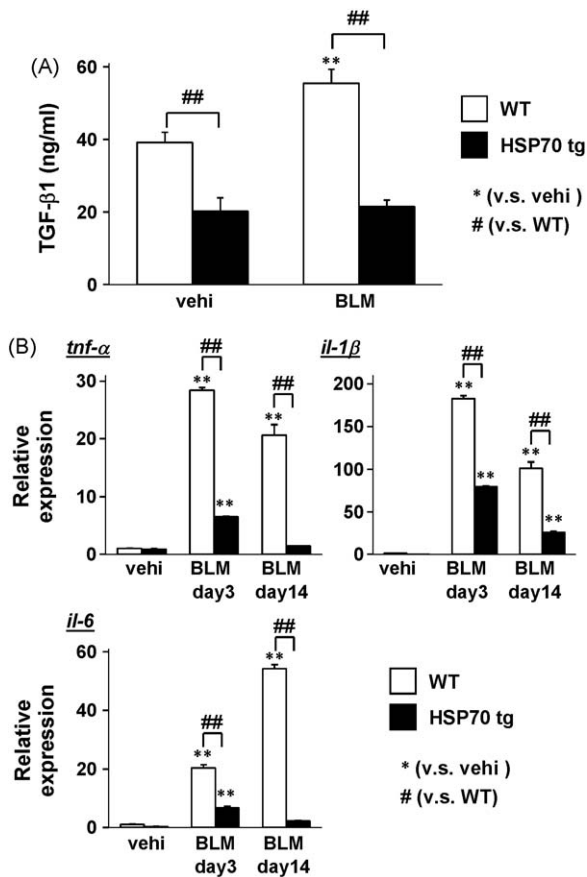 (A)
TGF-β1 (ng/ml)
60
40
20
0
##
**
##
vehi
BLM
WT
HSP70 tg
* (v.s. vehi )
# (v.s. WT)
(B)
tnf-α
Relative
expression
30
20
10
0
##
**
**
##
**
vehi
BLM
day3
BLM
day14
il-1β
200
150
100
50
0
##
**
**
##
**
**
vehi
BLM
day3
BLM
day14
il-6
Relative
expression
60
40
20
0
##
**
**
##
**
vehi
BLM
day3
BLM
day14
WT
HSP70 tg
* (v.s. vehi )
# (v.s. WT)